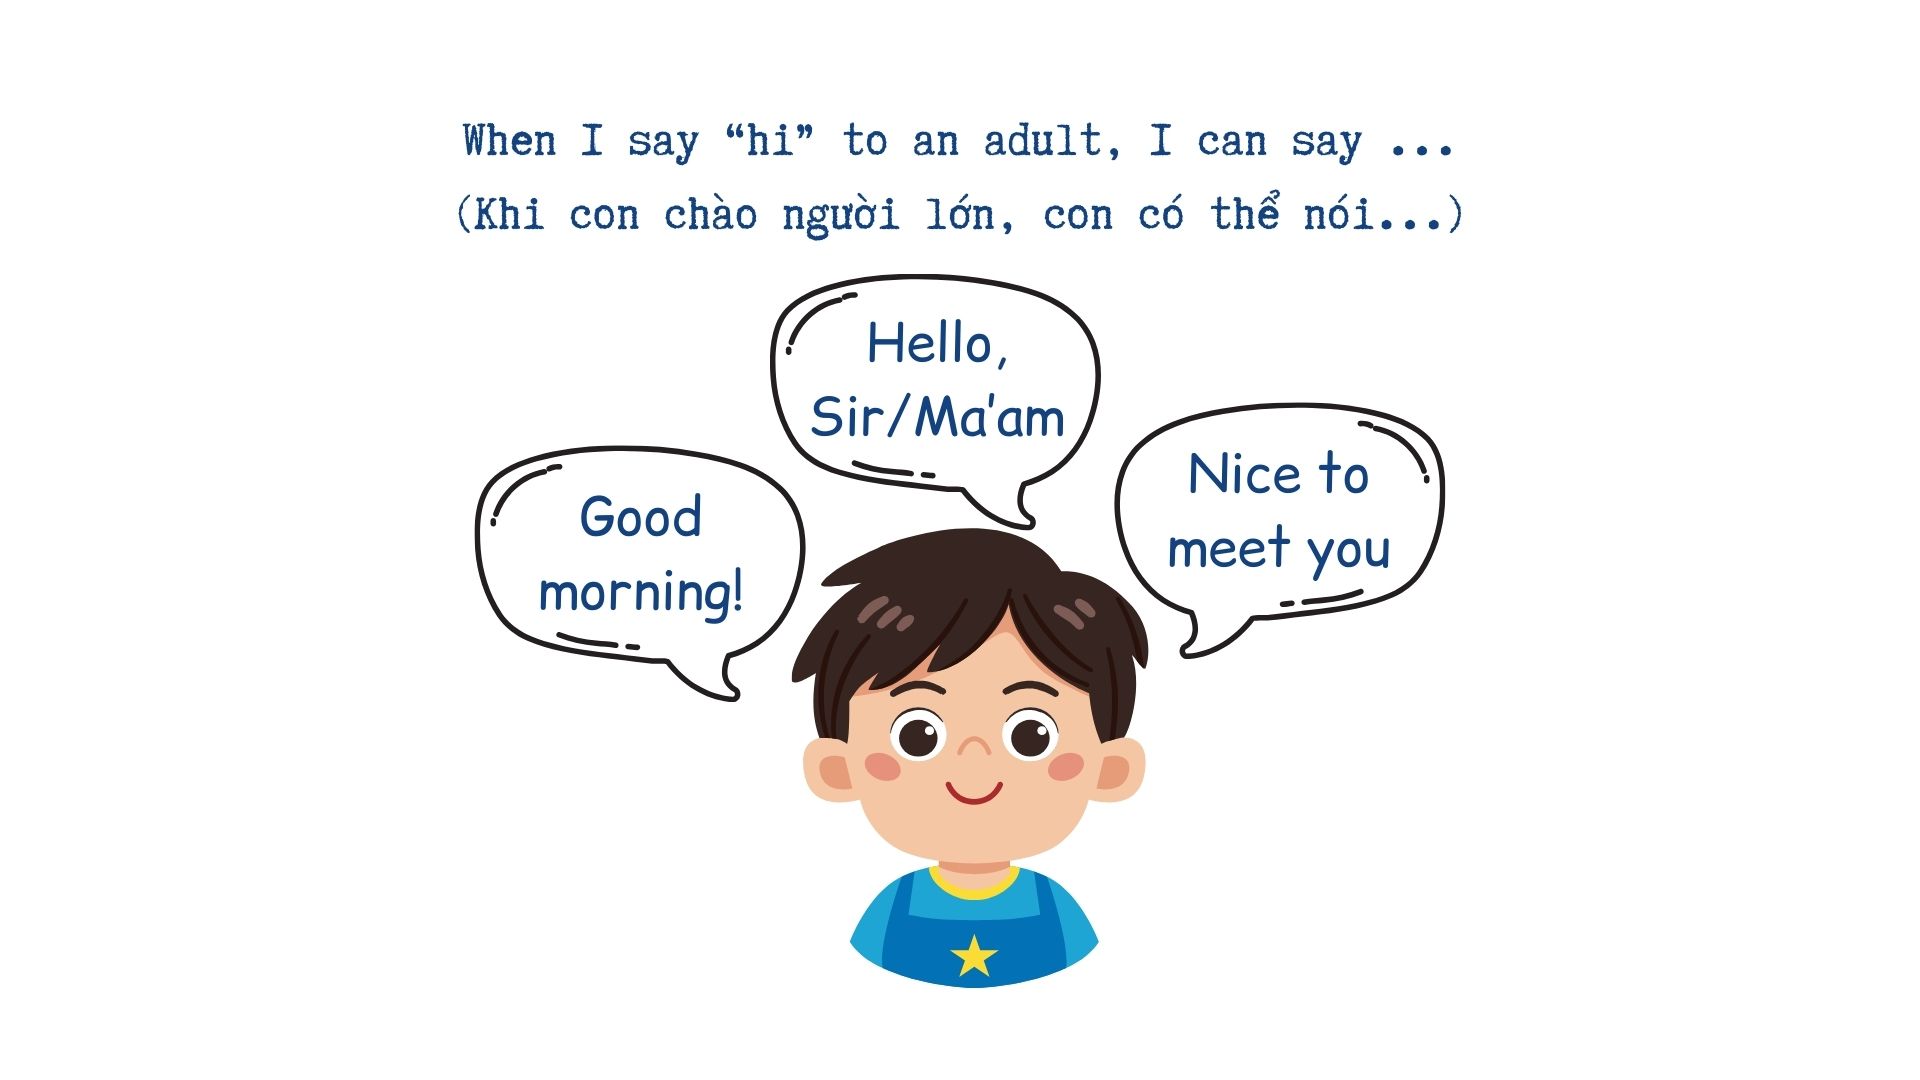 When I say “hi” to an adult, I can say ...
(Khi con chào người lớn, con có thể nói...)
Hello,
Sir/Ma'am
Good
morning!
Nice to
meet you